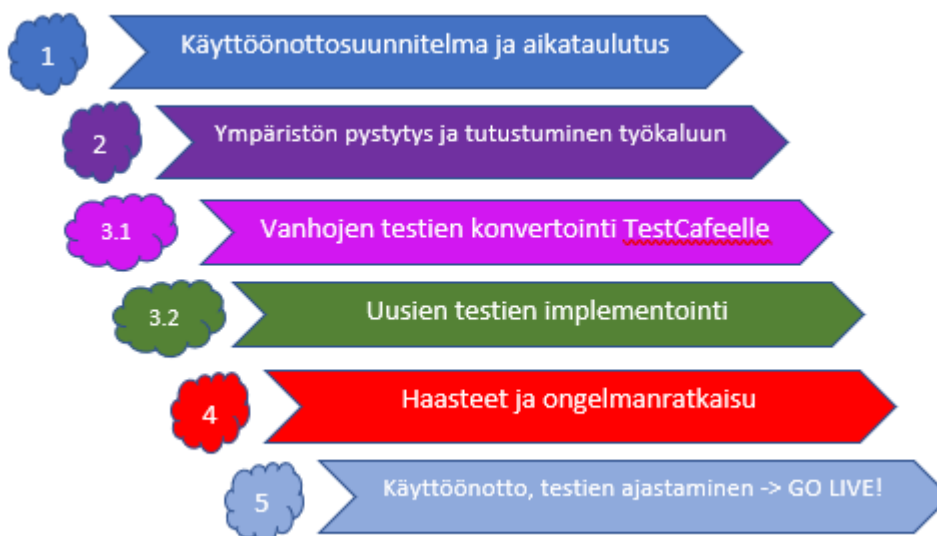 1 Käyttöönottosuunnitelma ja aikataulutus
2 Ympäristön pystytys ja tutustuminen työkaluun
3.1 Vanhojen testien konvertointi TestCafeelle
3.2 Uusien testien implementointi
4 Haasteet ja ongelmanratkaisu
5 Käyttöönotto, testien ajastaminen -> GO LIVE!